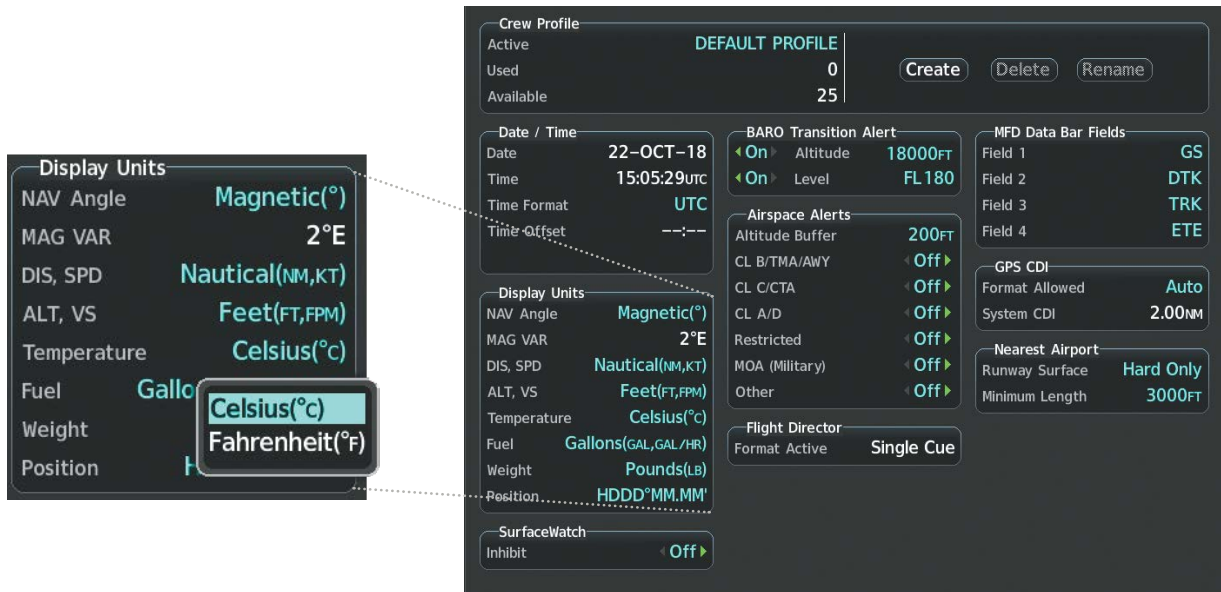 Display Units
NAV Angle Magnetic(°)
MAG VAR 2°E
DIS, SPD Nautical(NM,KT)
ALT, VS Feet(FT,FPM)
Temperature Celsius(°C)
Fuel Gallo
Celsius(°C)
Weight
Fahrenheit(°F)
Position H
Crew Profile
Active DEFAULT PROFILE
Used 0
Available 25
Create Delete Rename
Date / Time
Date 22-OCT-18
Time 15:05:29UTC
Time Format UTC
Time Offset --:--
Display Units
NAV Angle Magnetic(°)
MAG VAR 2°E
DIS, SPD Nautical(NM,KT)
ALT, VS Feet(FT,FPM)
Temperature Celsius(°C)
Fuel Gallons(GAL,GAL/HR)
Weight Pounds(LB)
Position HDDD°MM.MM'
SurfaceWatch
Inhibit Off
BARO Transition Alert
On Altitude 18000FT
On Level FL180
Airspace Alerts
Altitude Buffer 200FT
CL B/TMA/AWY Off
CL C/CTA Off
CL A/D Off
Restricted Off
MOA (Military) Off
Other Off
Flight Director
Format Active Single Cue
MFD Data Bar Fields
Field 1 GS
Field 2 DTK
Field 3 TRK
Field 4 ETE
GPS CDI
Format Allowed Auto
System CDI 2.00NM
Nearest Airport
Runway Surface Hard Only
Minimum Length 3000FT